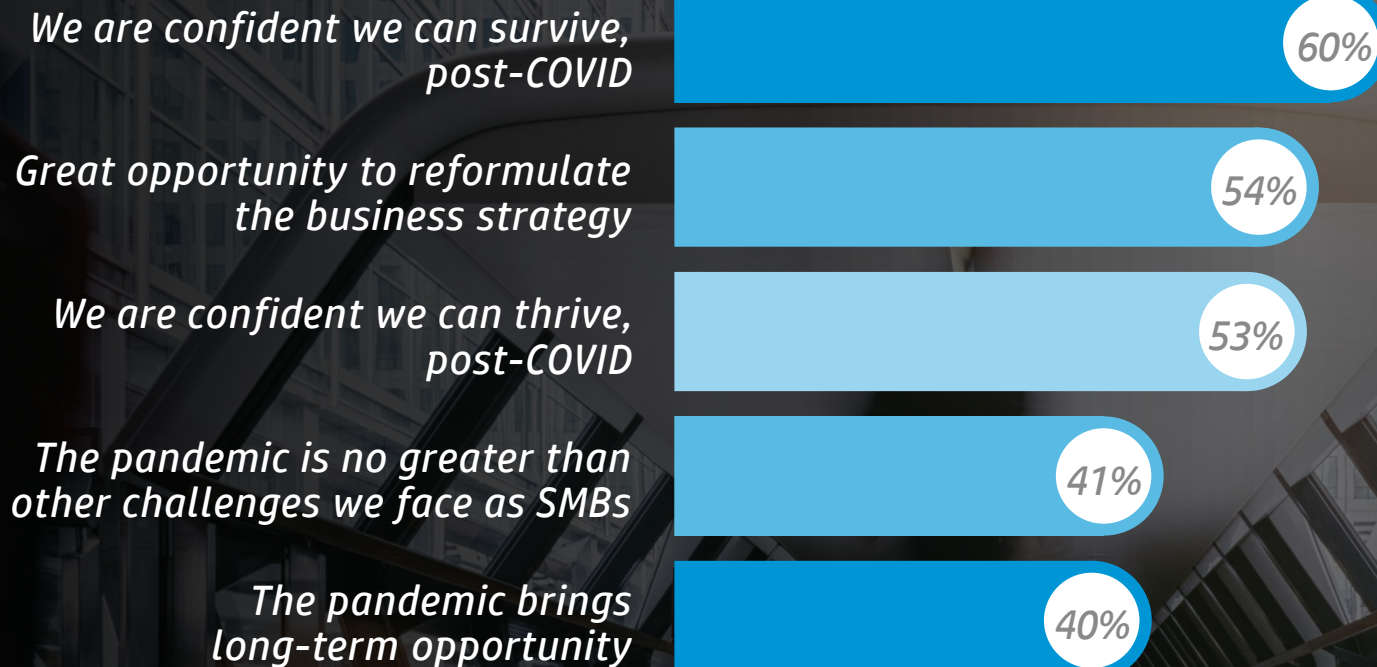 We are confident we can survive,
post-COVID
60%
Great opportunity to reformulate
the business strategy
54%
We are confident we can thrive,
post-COVID
53%
The pandemic is no greater than
other challenges we face as SMBs
41%
The pandemic brings
long-term opportunity
40%